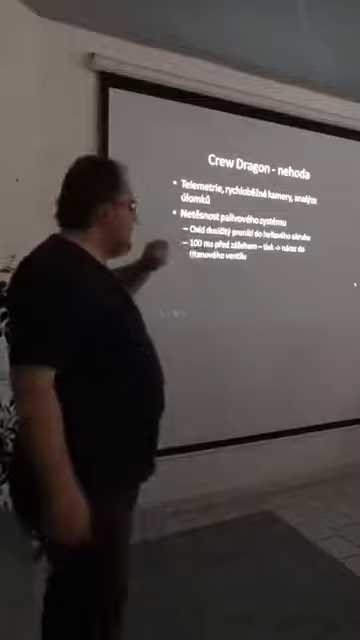 Crew Dragon - nehoda
• Telemetrie, rychloběžné kamery, analýza
úlomků
• Netěsnost palivového systému
– Oxid dusičitý pronikl do heliového okruhu
– 100 ms před zážehem – tlak -> náraz do
titanového ventilu